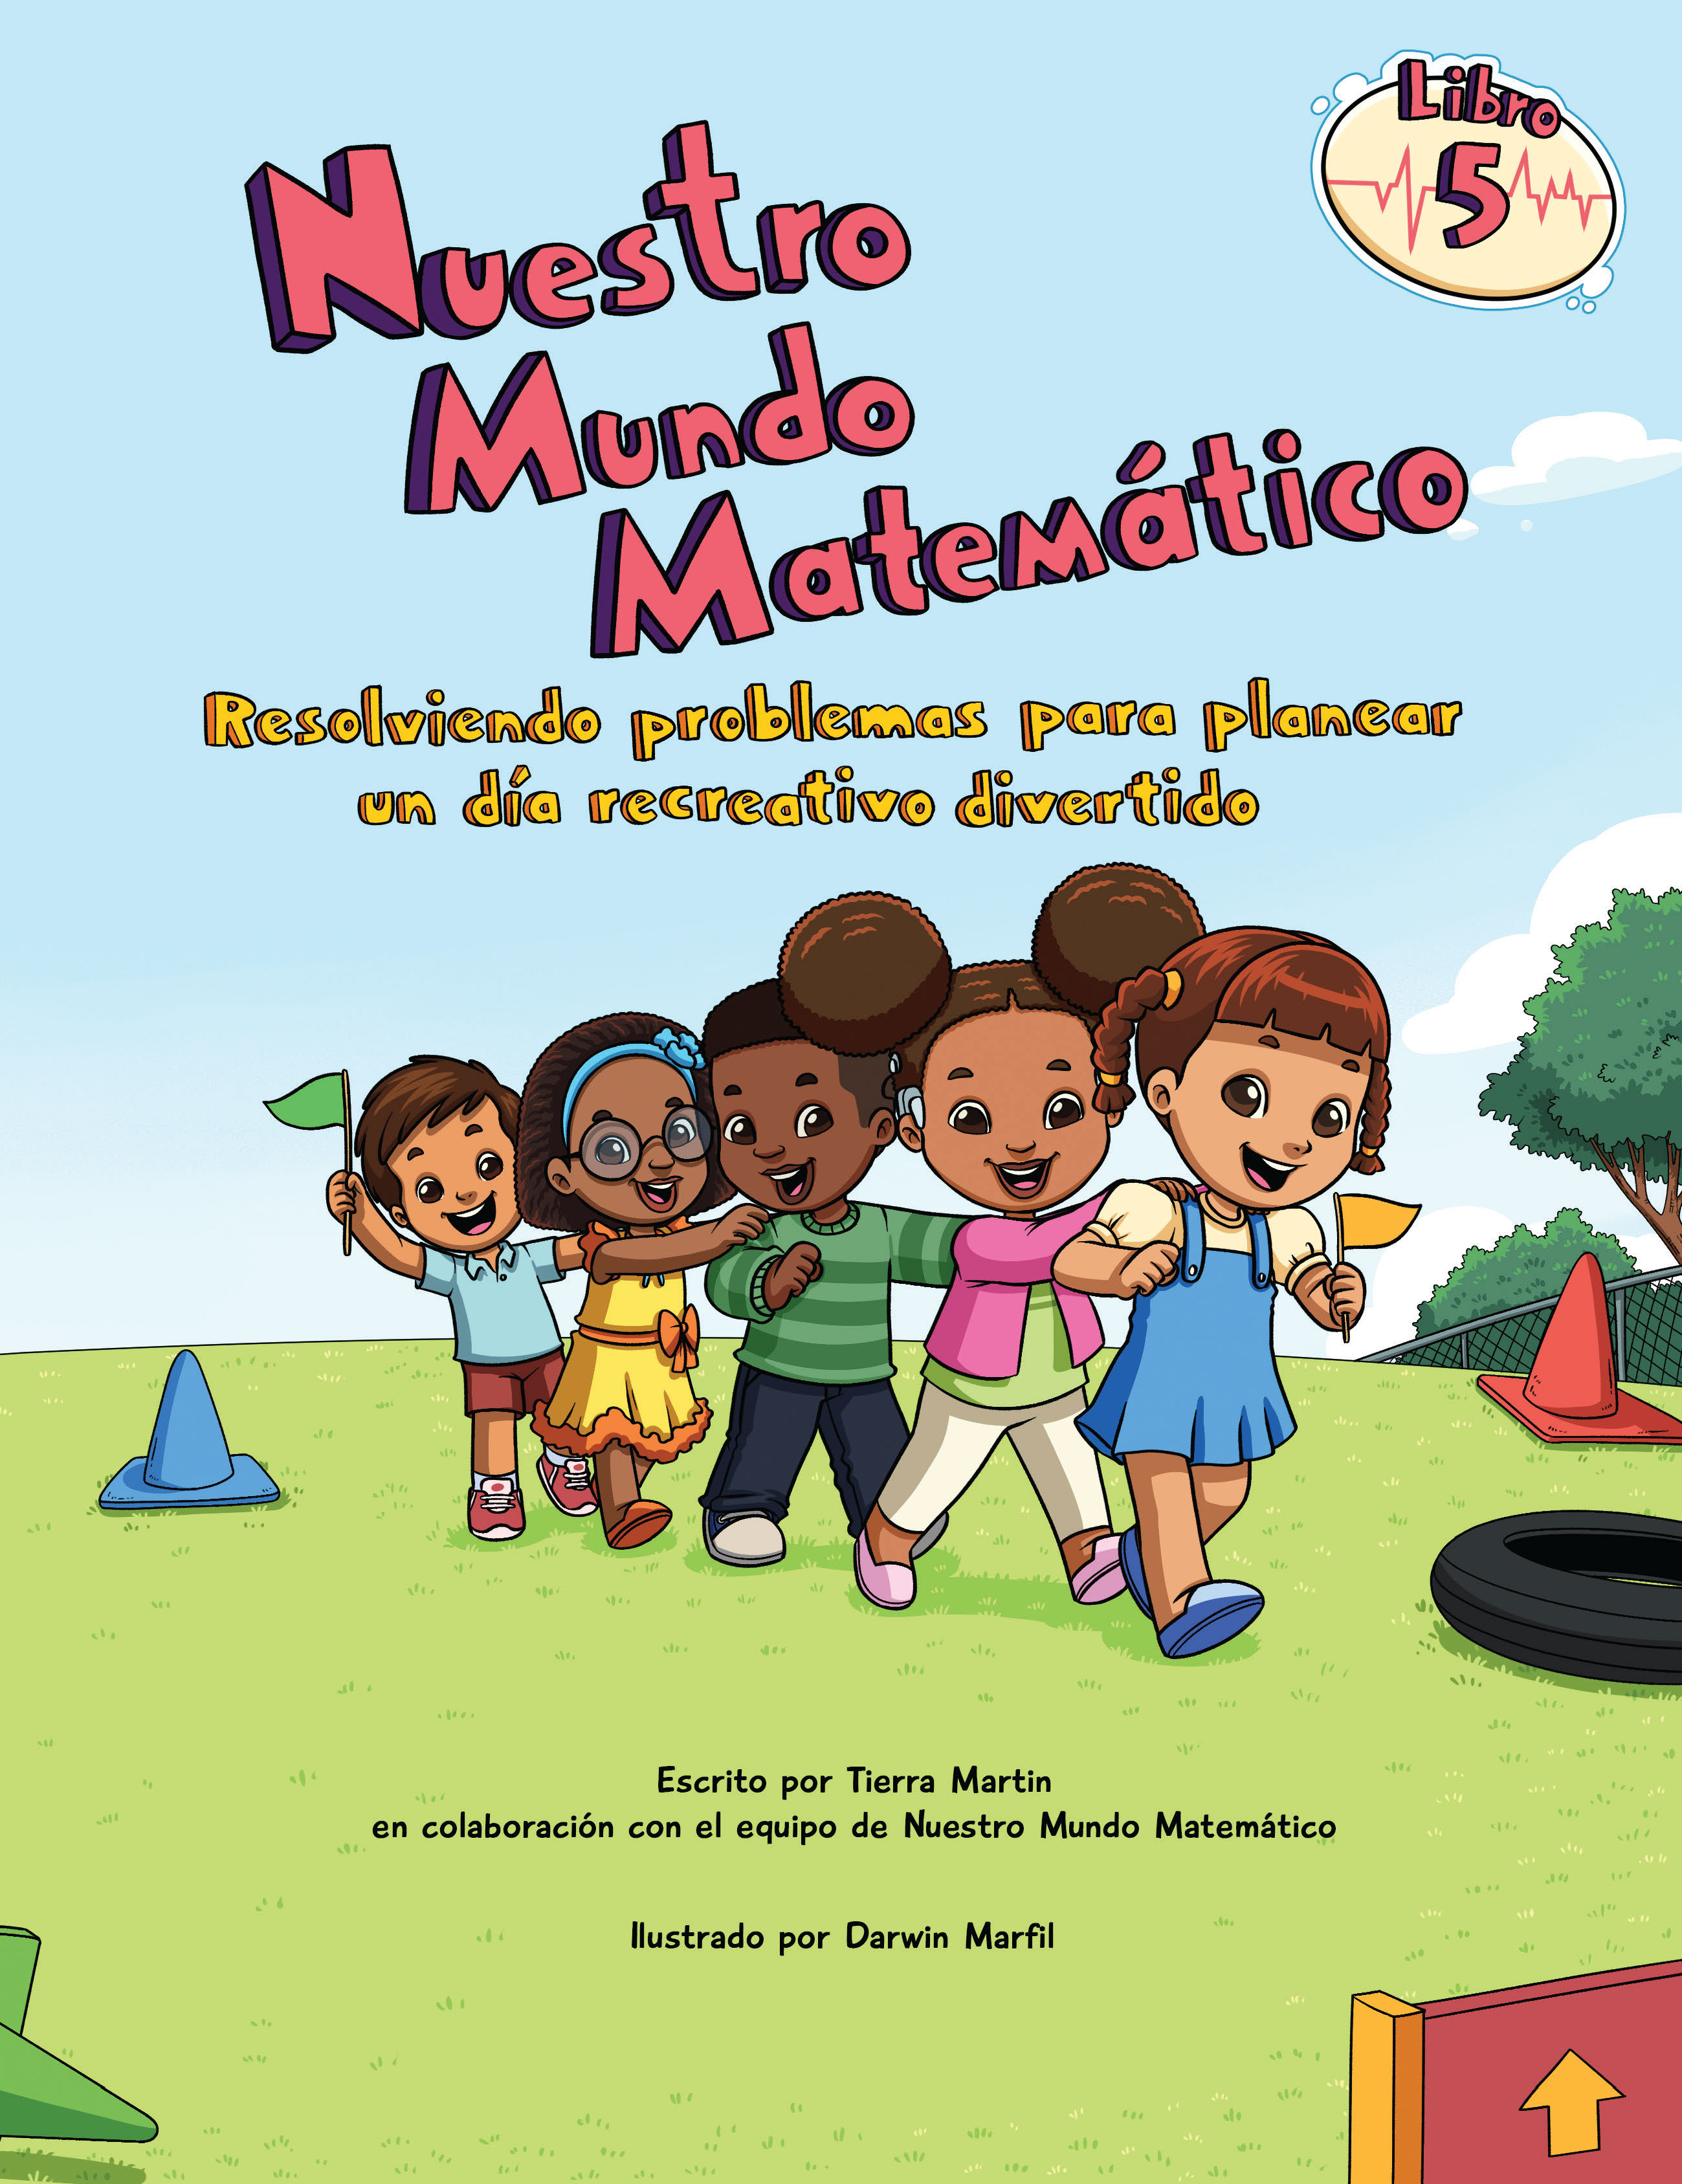 Libro
5
Nuestro
Mundo
Matemático
Resolviendo problemas para planear
un día recreativo divertido
Escrito por Tierra Martin
en colaboración con el equipo de Nuestro Mundo Matemático
Ilustrado por Darwin Marfil